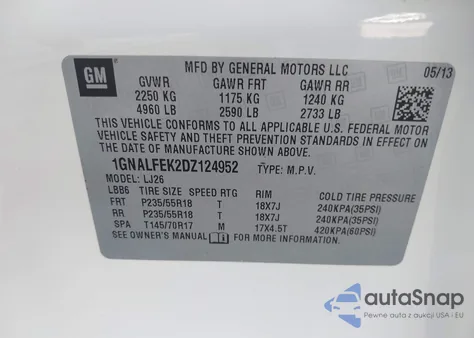 MFD BY GENERAL MOTORS LLC 05/13
GM
GVWR GAWR FRT GAWR RR
2250 KG 1175 KG 1240 KG
4960 LB 2590 LB 2733 LB
THIS VEHICLE CONFORMS TO ALL APPLICABLE U.S. FEDERAL MOTOR
VEHICLE SAFETY AND THEFT PREVENTION STANDARDS IN EFFECT ON
THE DATE OF MANUFACTURE SHOWN ABOVE.
1GNALFEK2DZ124952 TYPE: M.P.V.
MODEL: LJ26
LBB6 TIRE SIZE SPEED RTG RIM COLD TIRE PRESSURE
FRT P235/55R18 T 18X7J 240KPA(35PSI)
RR P235/55R18 T 18X7J 240KPA(35PSI)
SPA T145/70R17 M 17X4.5T 420KPA(60PSI)
SEE OWNER'S MANUAL FOR MORE INFORMATION
autoSnap
Pewne auta z aukcji USA i EU